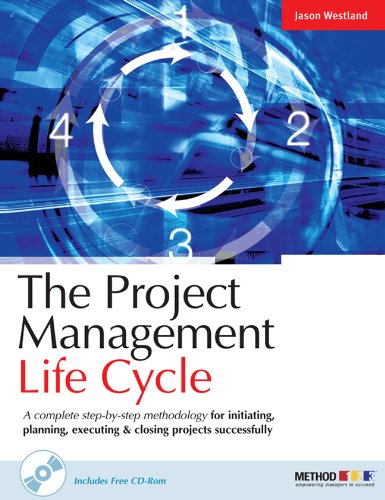 Jason Westland
1
4
2
3
The Project
Management
Life Cycle
A complete step-by-step methodology for initiating,
planning, executing & closing projects successfully
Includes Free CD-Rom
METHOD 123
empowering managers to succeed